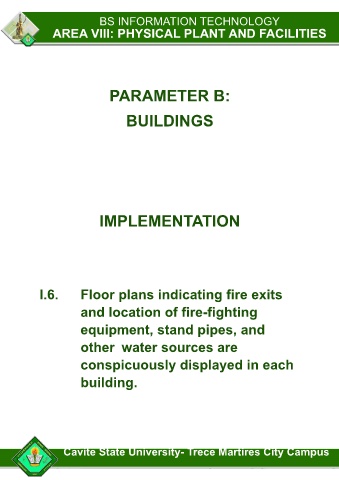 BS INFORMATION TECHNOLOGY
AREA VIII: PHYSICAL PLANT AND FACILITIES
PARAMETER B:
BUILDINGS
IMPLEMENTATION
I.6. Floor plans indicating fire exits
and location of fire-fighting
equipment, stand pipes, and
other water sources are
conspicuously displayed in each
building.
Cavite State University- Trece Martires City Campus